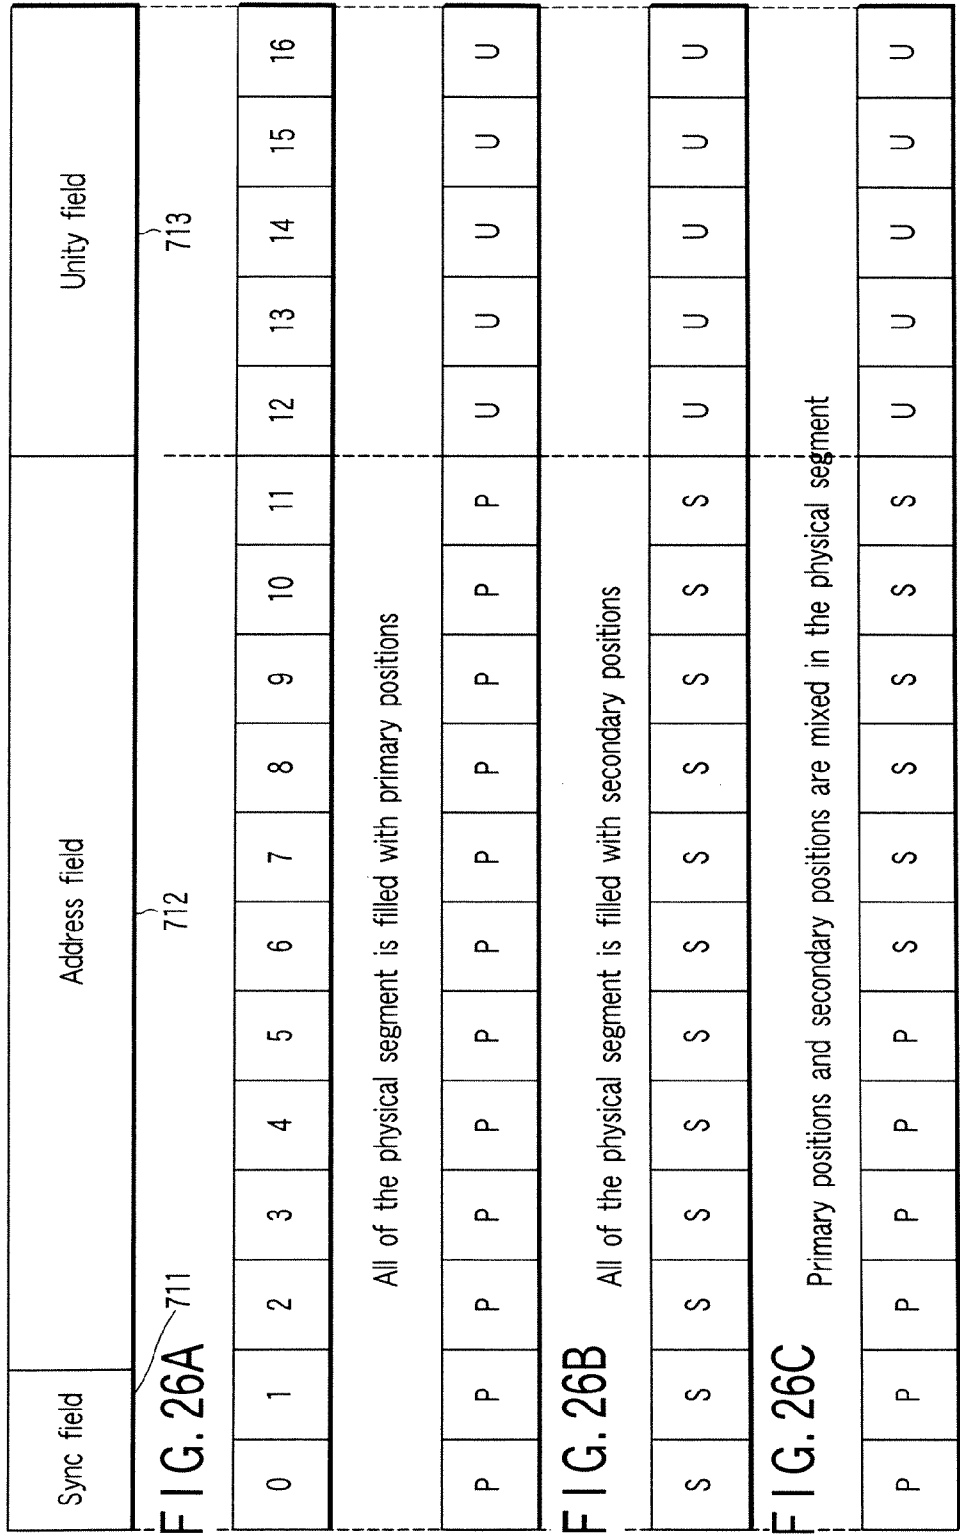 Sync field Address field Unity field
711 712 713
FIG. 26A
0 1 2 3 4 5 6 7 8 9 10 11 12 13 14 15 16
All of the physical segment is filled with primary positions
P P P P P P P P P P P P U U U U U
FIG. 26B
All of the physical segment is filled with secondary positions
S S S S S S S S S S S S U U U U U
FIG. 26C
Primary positions and secondary positions are mixed in the physical segment
P P P P P P S S S S S S U U U U U